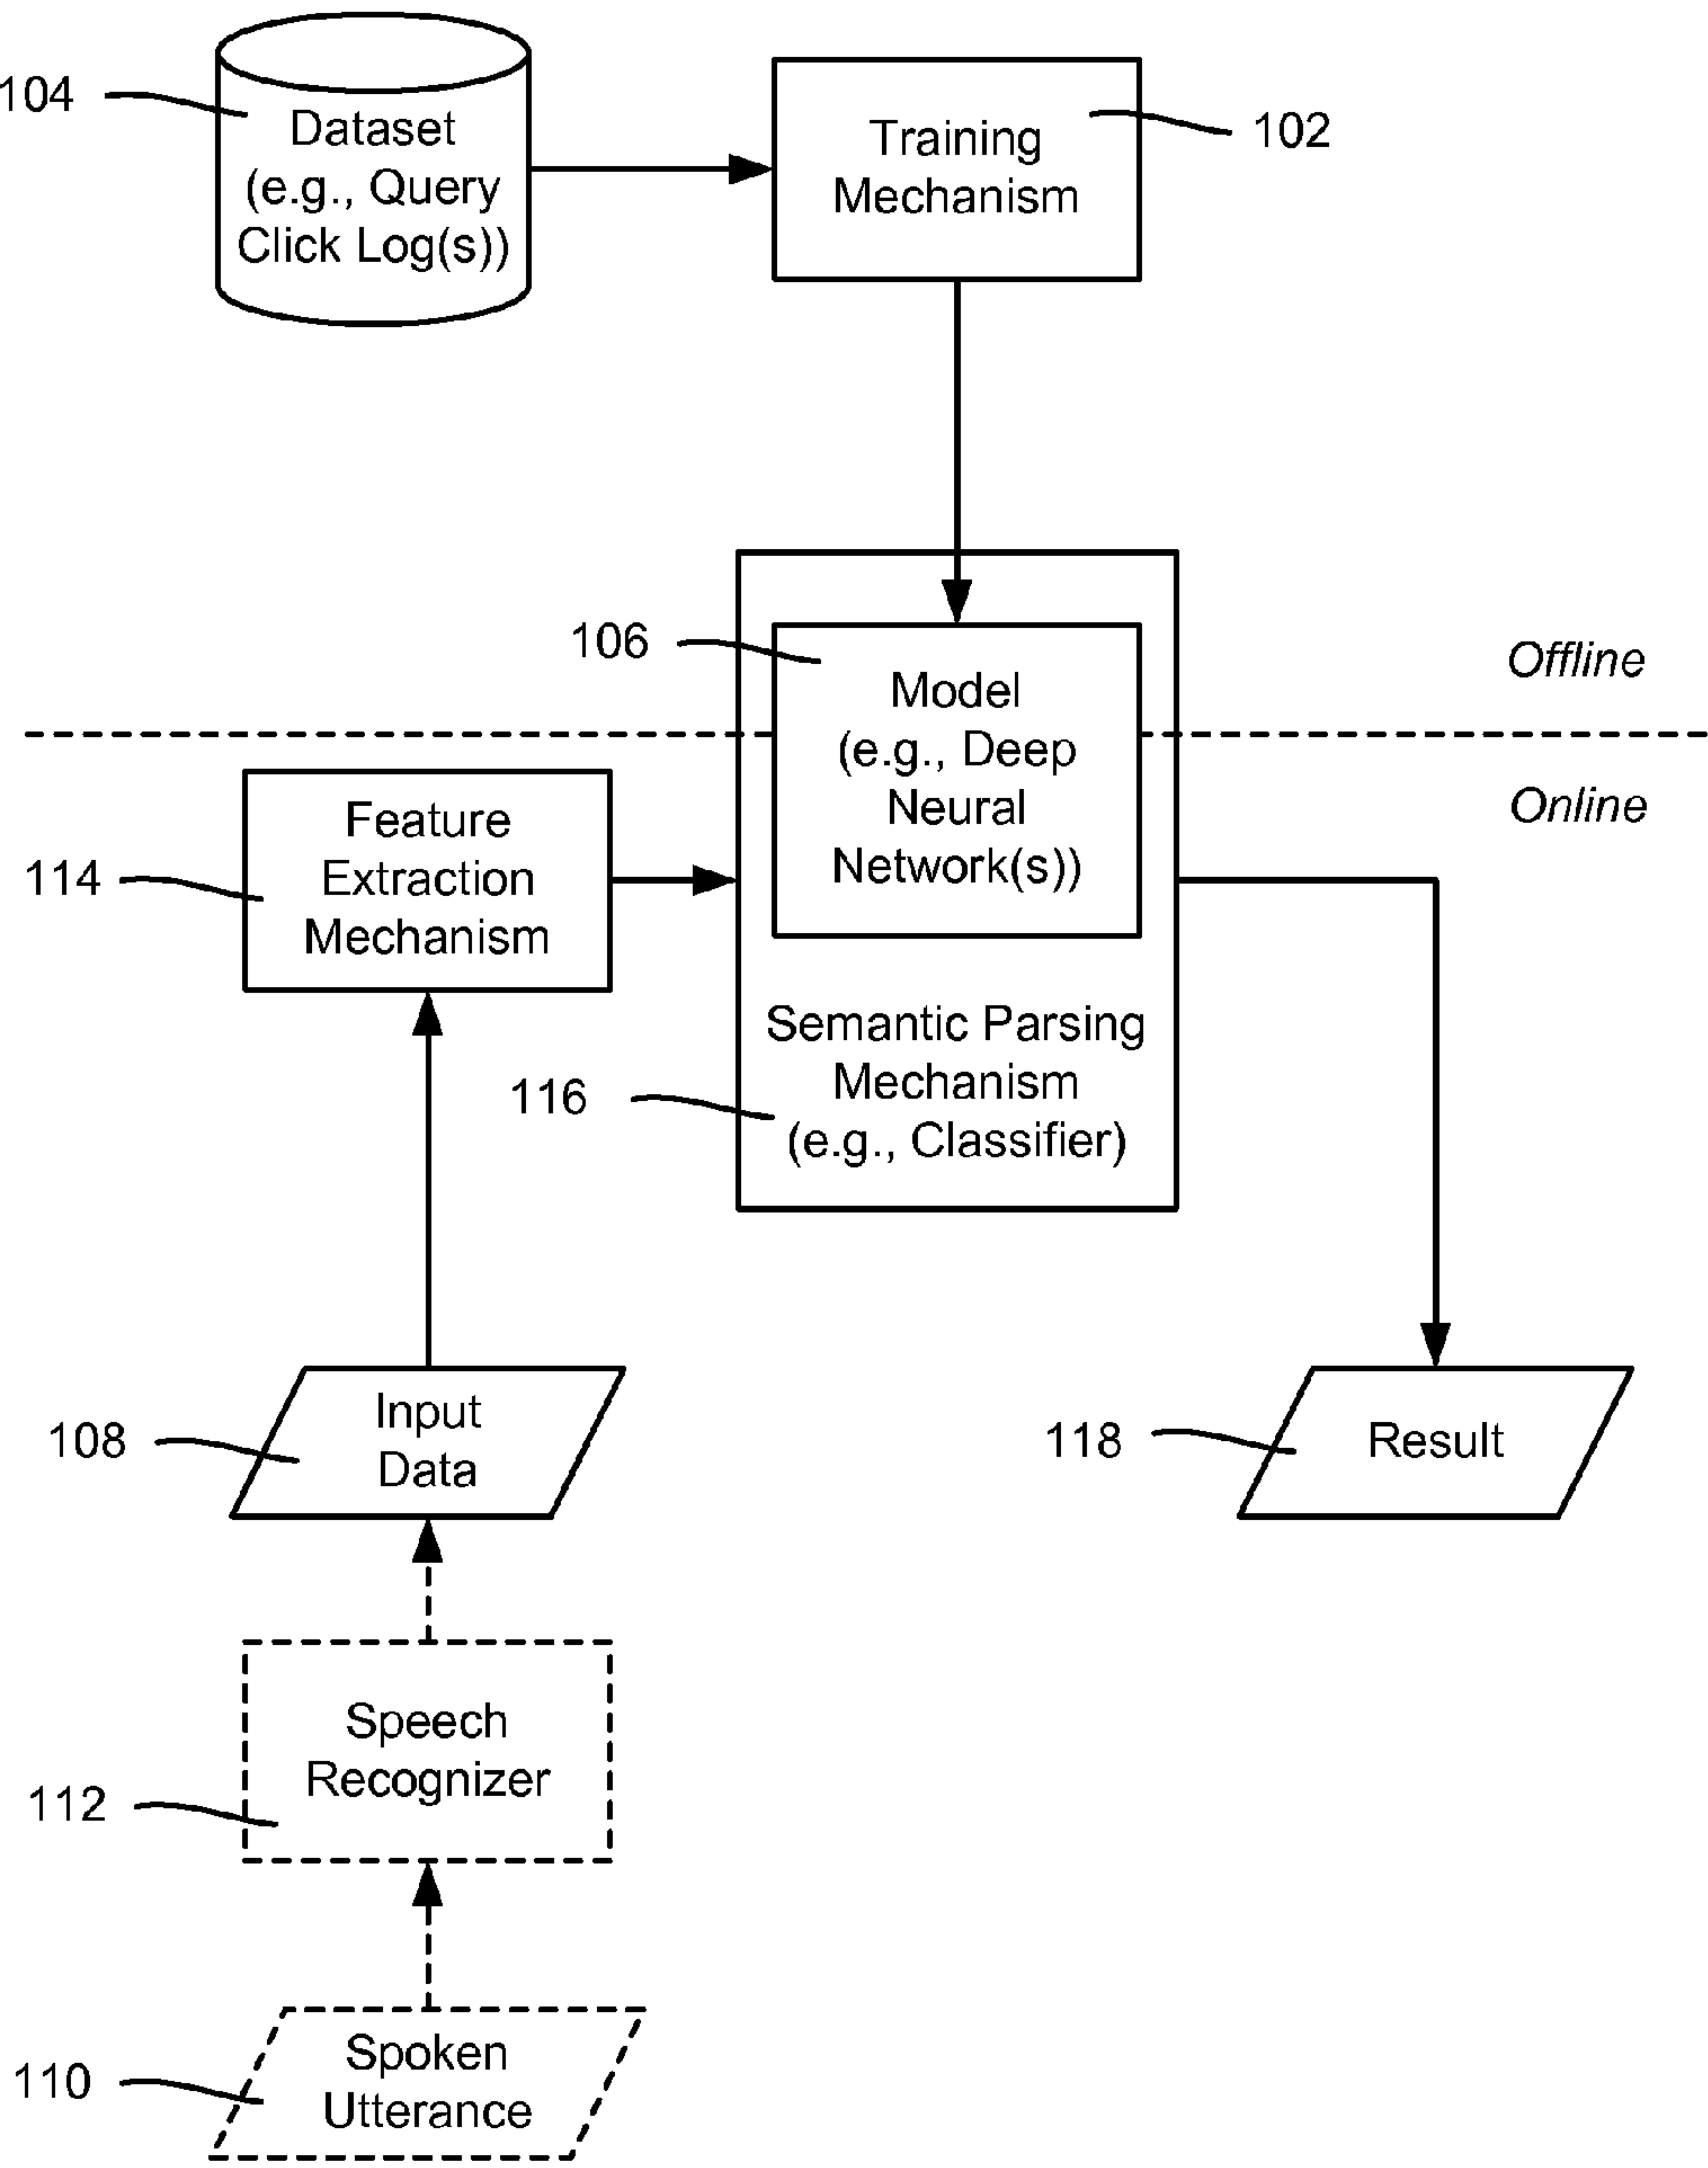 104
Dataset
(e.g., Query
Click Log(s))
Training
Mechanism
102
106
Model
(e.g., Deep
Neural
Network(s))
Offline
Online
114
Feature
Extraction
Mechanism
Semantic Parsing
Mechanism
(e.g., Classifier)
116
108
Input
Data
118
Result
112
Speech
Recognizer
110
Spoken
Utterance